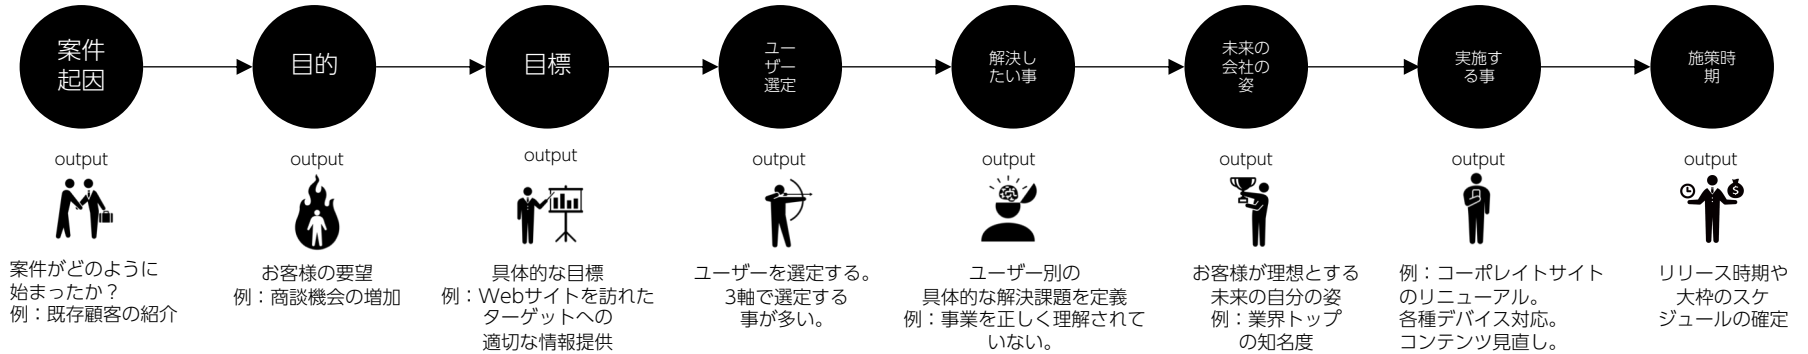 案件
起因
目的
目標
ユー
ザー
選定
解決し
たい事
未来の
会社の
姿
実施す
る事
施策時
期
output
案件がどのように
始まったか？
例：既存顧客の紹介
output
お客様の要望
例：商談機会の増加
output
具体的な目標
例：Webサイトを訪れた
ターゲットへの
適切な情報提供
output
ユーザーを選定する。
3軸で選定する
事が多い。
output
ユーザー別の
具体的な解決課題を定義
例：事業を正しく理解されて
いない。
output
お客様が理想とする
未来の自分の姿
例：業界トップ
の知名度
output
例：コーポレイトサイト
のリニューアル。
各種デバイス対応。
コンテンツ見直し。
output
リリース時期や
大枠のスケ
ジュールの確定
$